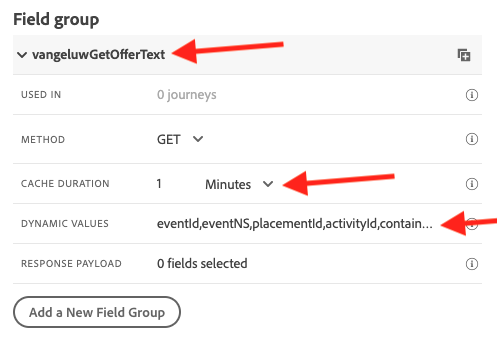 Field group
vangeluwGetOfferText
USED IN 0 journeys
METHOD GET
CACHE DURATION 1 Minutes
DYNAMIC VALUES eventId,eventNS,placementId,activityId,contain...
RESPONSE PAYLOAD 0 fields selected
Add a New Field Group